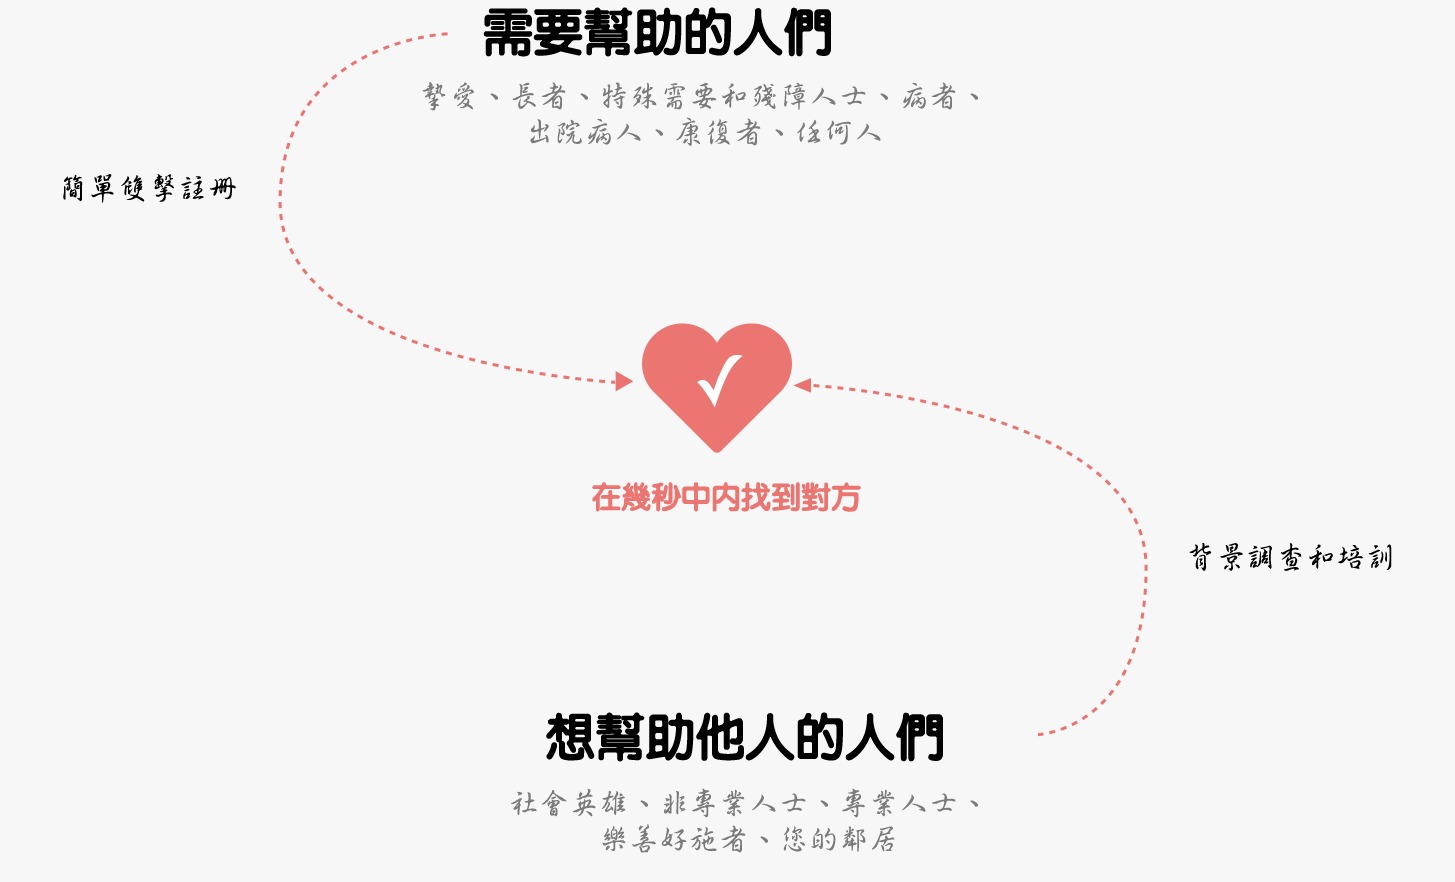 需要幫助的人們
摯愛、長者、特殊需要和殘障人士、病者、
出院病人、康復者、任何人
簡單雙擊註冊
在幾秒中内找到對方
背景調查和培訓
想幫助他人的人們
社會英雄、非專業人士、專業人士、
樂善好施者、您的鄰居